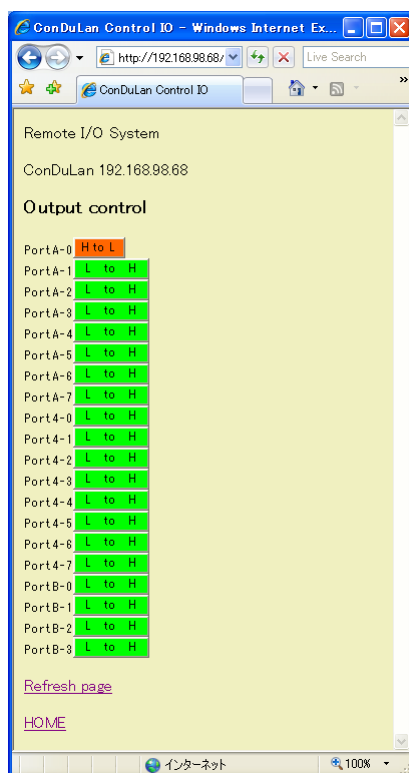 ConDuLan Control IO - Windows Internet Ex...
http://192.168.98.68/
Live Search
ConDuLan Control IO
»
Remote I/O System
ConDuLan 192.168.98.68
Output control
PortA-0 H to L
PortA-1 L to H
PortA-2 L to H
PortA-3 L to H
PortA-4 L to H
PortA-5 L to H
PortA-6 L to H
PortA-7 L to H
Port4-0 L to H
Port4-1 L to H
Port4-2 L to H
Port4-3 L to H
Port4-4 L to H
Port4-5 L to H
Port4-6 L to H
Port4-7 L to H
PortB-0 L to H
PortB-1 L to H
PortB-2 L to H
PortB-3 L to H
Refresh page
HOME
インターネット 100%